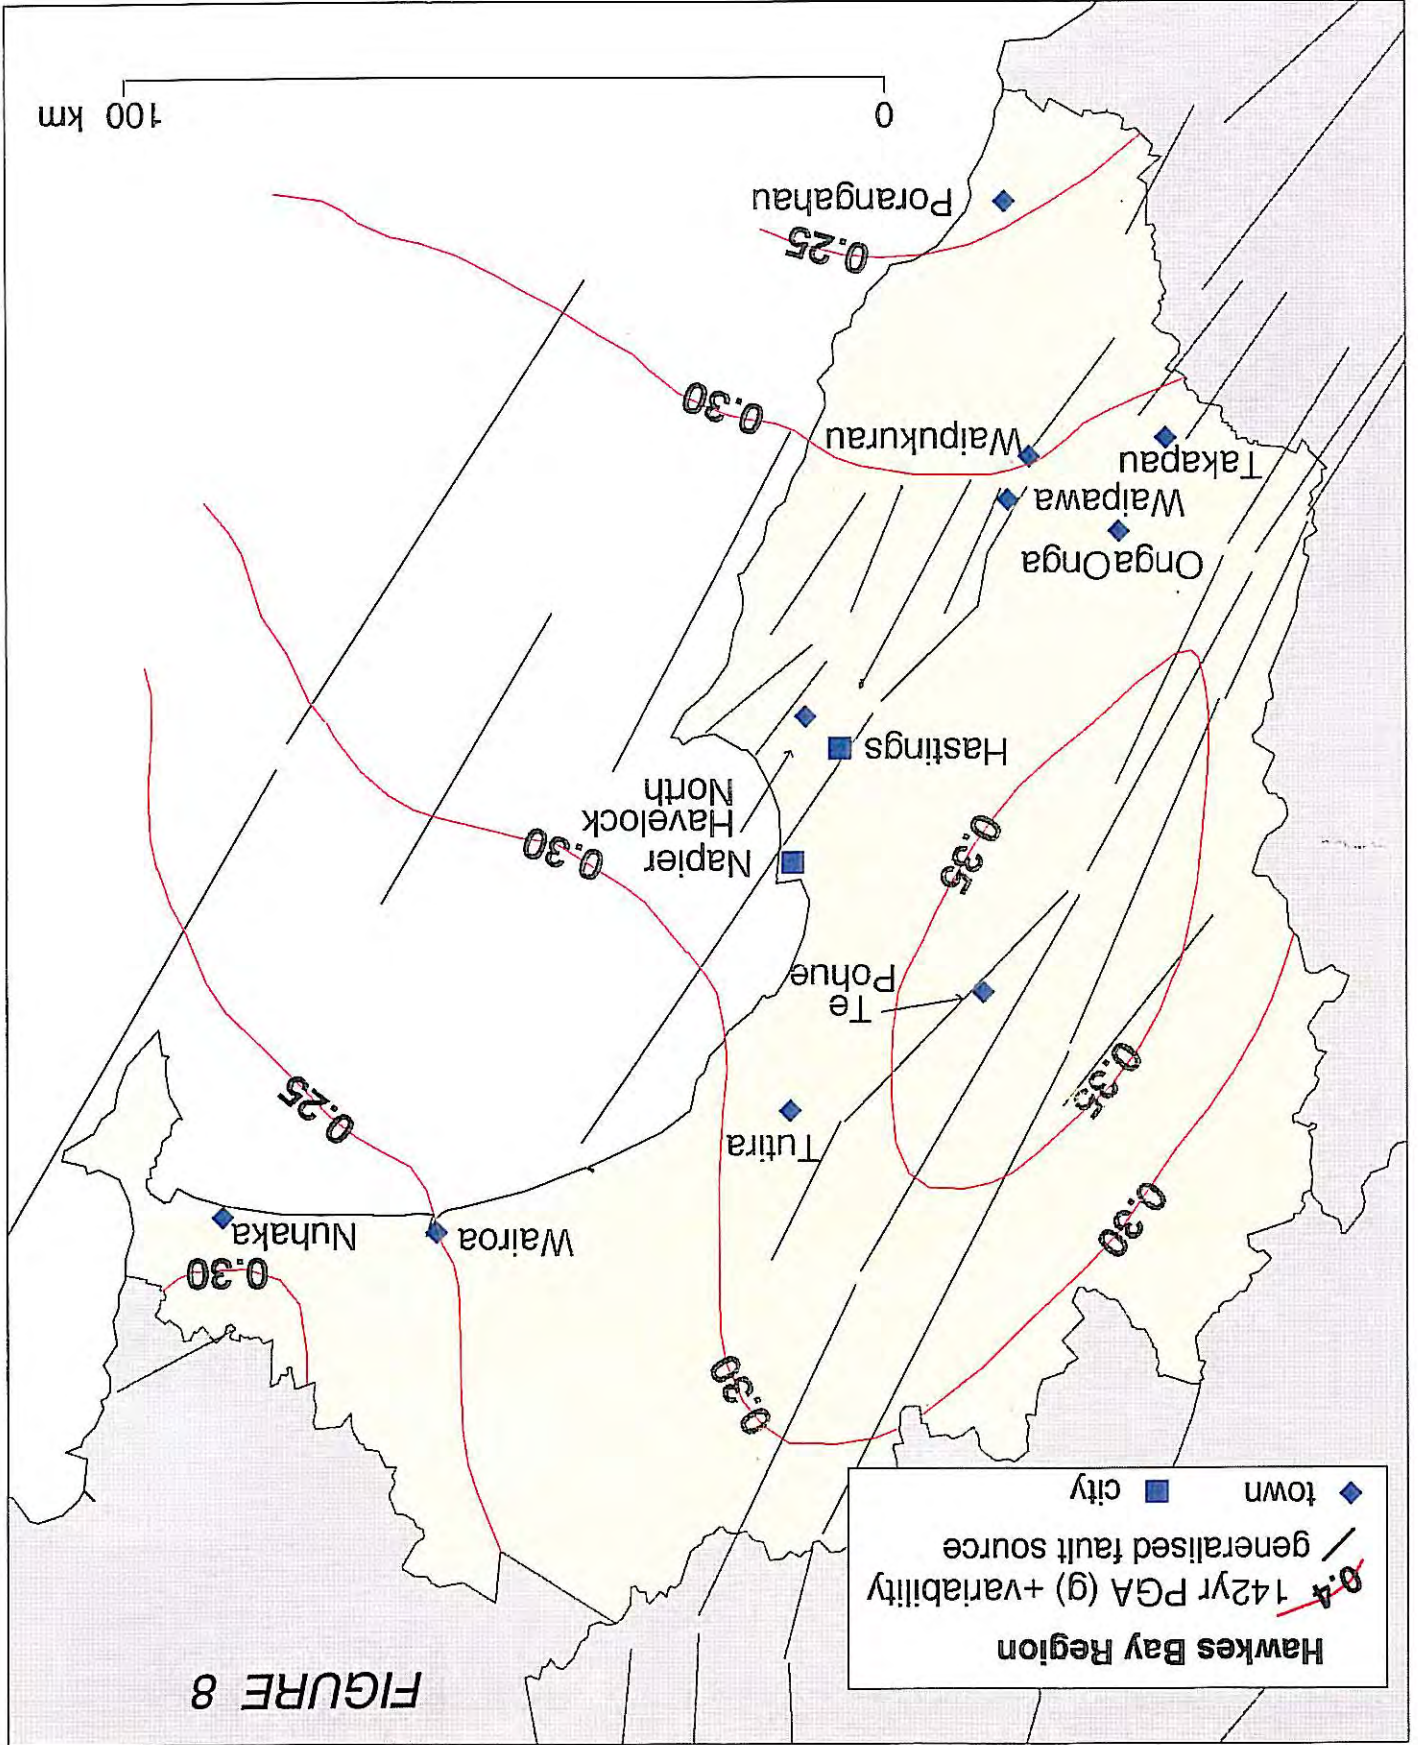 FIGURE 8
Hawkes Bay Region
0.4 142yr PGA (g) +variability
generalised fault source
town
city
0.30
0.30
0.30
Nuhaka
Wairoa
0.25
Tutira
0.35
Te
Pohue
Napier
0.30
0.35
Havelock
North
Hastings
OngaOnga
Waipawa
Takapau
Waipukurau
0.30
0.25
Porangahau
0
100 km